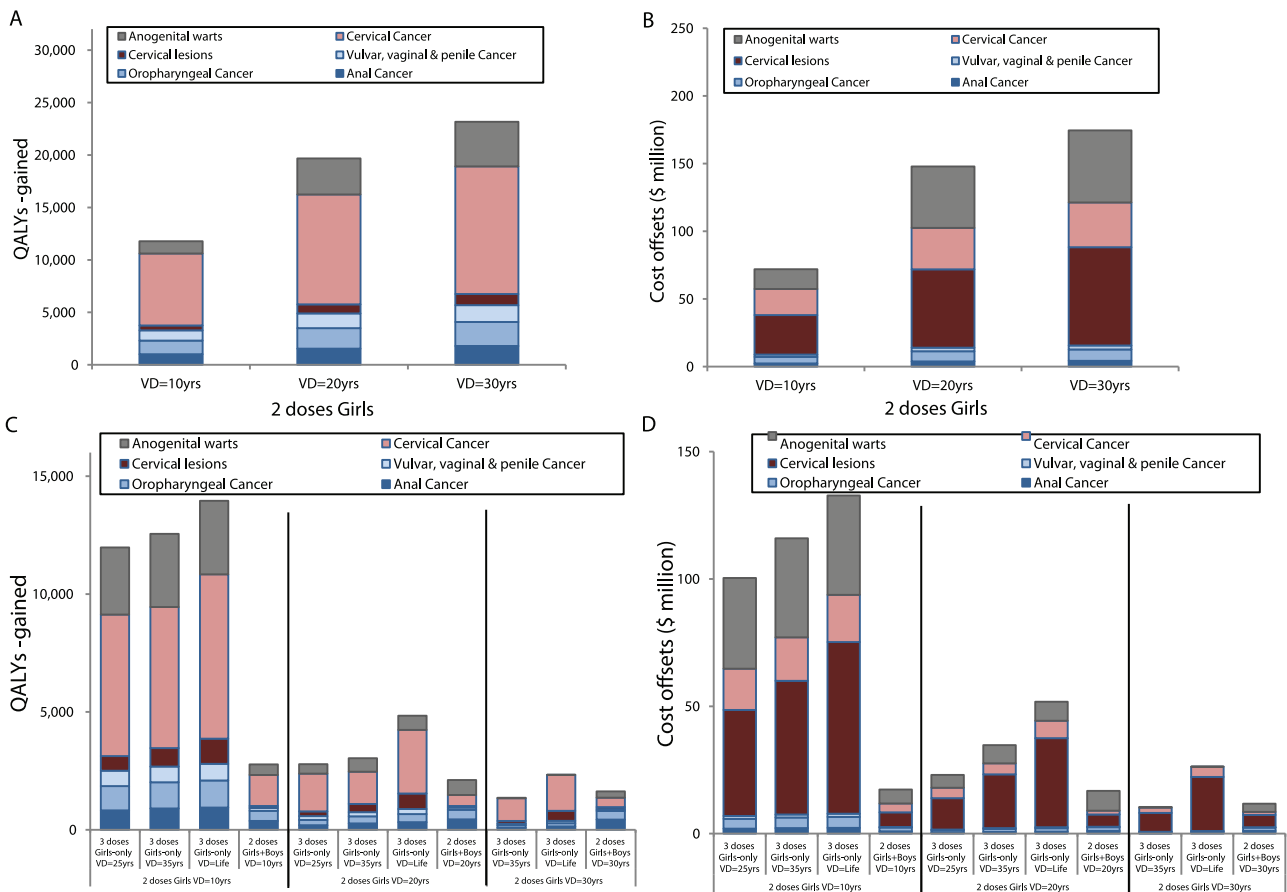 A
Anogenital warts
Cervical Cancer
Cervical lesions
Vulvar, vaginal & penile Cancer
Oropharyngeal Cancer
Anal Cancer
30,000
25,000
20,000
15,000
10,000
5,000
0
QALYs -gained
VD=10yrs
VD=20yrs
VD=30yrs
2 doses Girls
B
Anogenital warts
Cervical Cancer
Cervical lesions
Vulvar, vaginal & penile Cancer
Oropharyngeal Cancer
Anal Cancer
250
200
150
100
50
0
Cost offsets ($ million)
VD=10yrs
VD=20yrs
VD=30yrs
2 doses Girls
C
Anogenital warts
Cervical Cancer
Cervical lesions
Vulvar, vaginal & penile Cancer
Oropharyngeal Cancer
Anal Cancer
15,000
10,000
5,000
0
QALYs -gained
3 doses
Girls-only
VD=25yrs
3 doses
Girls-only
VD=35yrs
3 doses
Girls-only
VD=Life
2 doses
Girls+Boys
VD=10yrs
3 doses
Girls-only
VD=25yrs
3 doses
Girls-only
VD=35yrs
3 doses
Girls-only
VD=Life
2 doses
Girls+Boys
VD=20yrs
3 doses
Girls-only
VD=35yrs
3 doses
Girls-only
VD=Life
2 doses
Girls+Boys
VD=30yrs
2 doses Girls VD=10yrs
2 doses Girls VD=20yrs
2 doses Girls VD=30yrs
D
Anogenital warts
Cervical Cancer
Cervical lesions
Vulvar, vaginal & penile Cancer
Oropharyngeal Cancer
Anal Cancer
150
100
50
0
Cost offsets ($ million)
3 doses
Girls-only
VD=25yrs
3 doses
Girls-only
VD=35yrs
3 doses
Girls-only
VD=Life
2 doses
Girls+Boys
VD=10yrs
3 doses
Girls-only
VD=25yrs
3 doses
Girls-only
VD=35yrs
3 doses
Girls-only
VD=Life
2 doses
Girls+Boys
VD=20yrs
3 doses
Girls-only
VD=35yrs
3 doses
Girls-only
VD=Life
2 doses
Girls+Boys
VD=30yrs
2 doses Girls VD=10yrs
2 doses Girls VD=20yrs
2 doses Girls VD=30yrs